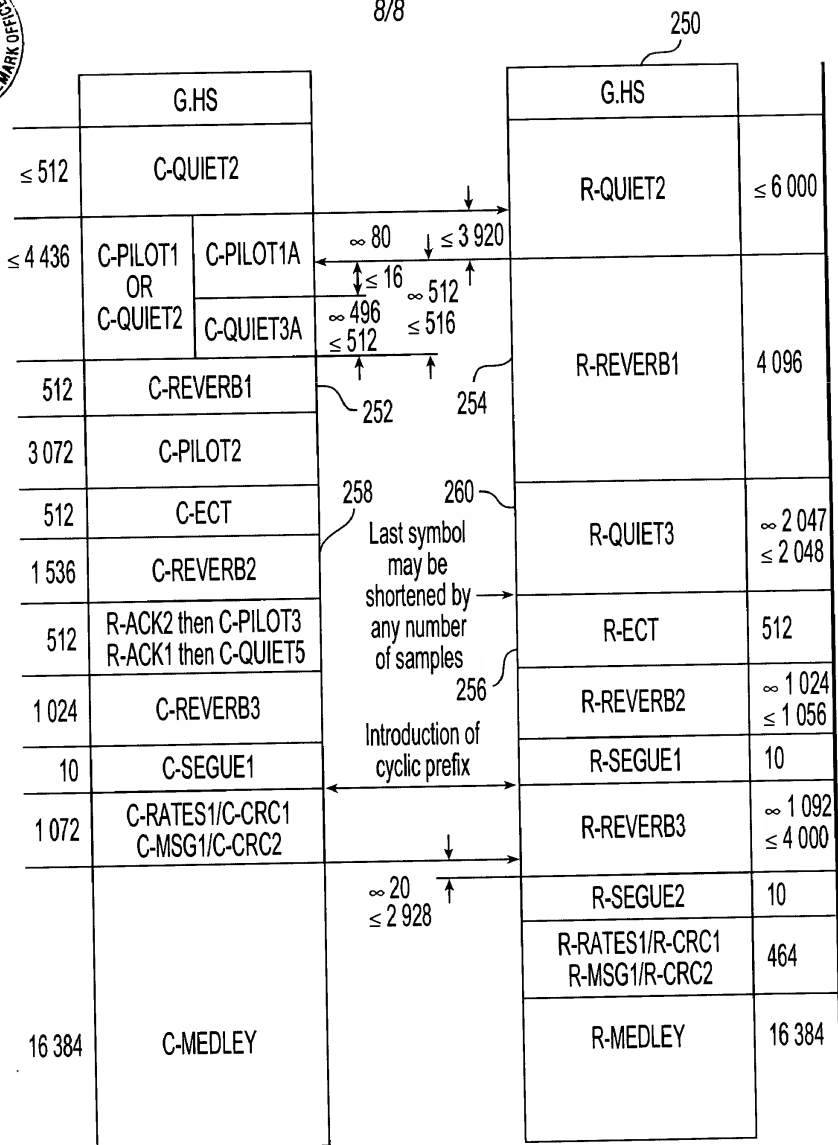 8/8
MARK OFFICE
250
G.HS
≤ 512
C-QUIET2
≤ 4 436
C-PILOT1
OR
C-QUIET2
C-PILOT1A
C-QUIET3A
512
C-REVERB1
3 072
C-PILOT2
512
C-ECT
1 536
C-REVERB2
512
R-ACK2 then C-PILOT3
R-ACK1 then C-QUIET5
1 024
C-REVERB3
10
C-SEGUE1
1 072
C-RATES1/C-CRC1
C-MSG1/C-CRC2
16 384
C-MEDLEY
∞ 80
≤ 3 920
≤ 16
∞ 512
≤ 516
∞ 496
≤ 512
252
254
258
260
Last symbol
may be
shortened by
any number
of samples
256
Introduction of
cyclic prefix
∞ 20
≤ 2 928
G.HS
R-QUIET2
≤ 6 000
R-REVERB1
4 096
R-QUIET3
∞ 2 047
≤ 2 048
R-ECT
512
R-REVERB2
∞ 1 024
≤ 1 056
R-SEGUE1
10
R-REVERB3
∞ 1 092
≤ 4 000
R-SEGUE2
10
R-RATES1/R-CRC1
R-MSG1/R-CRC2
464
R-MEDLEY
16 384